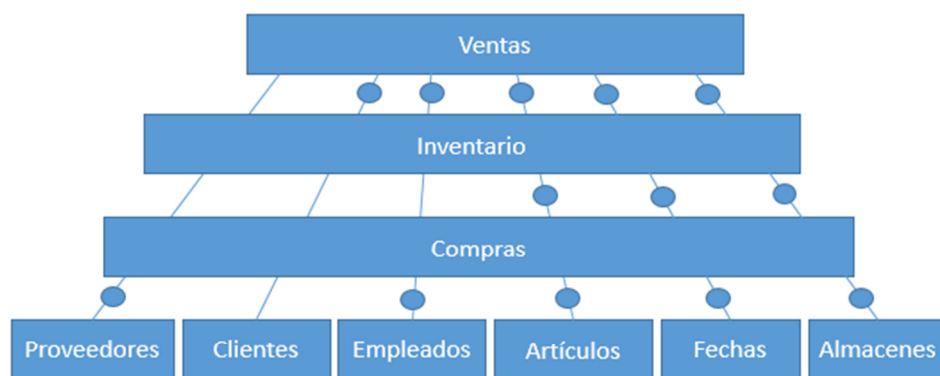 Ventas
Inventario
Compras
Proveedores
Clientes
Empleados
Artículos
Fechas
Almacenes